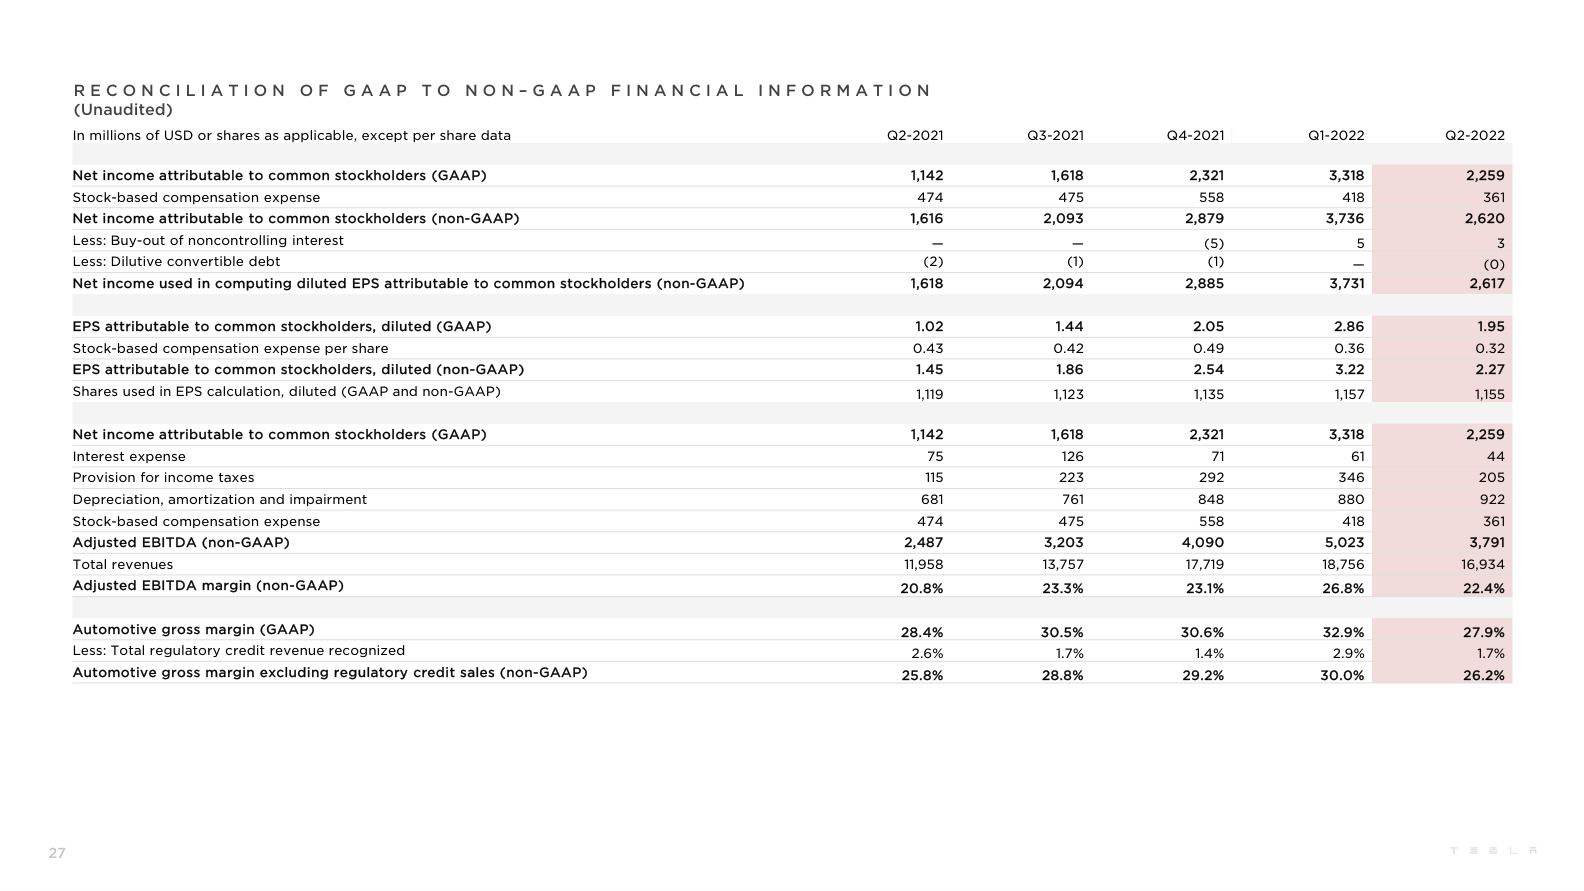 RECONCILIATION OF GAAP TO NON–GAAP FINANCIAL INFORMATION
(Unaudited)
In millions of USD or shares as applicable, except per share data Q2-2021 Q3-2021 Q4-2021 Q1-2022 Q2-2022
Net income attributable to common stockholders (GAAP) 1,142 1,618 2,321 3,318 2,259
Stock-based compensation expense 474 475 558 418 361
Net income attributable to common stockholders (non-GAAP) 1,616 2,093 2,879 3,736 2,620
Less: Buy-out of noncontrolling interest — — (5) 5 3
Less: Dilutive convertible debt (2) (1) (1) — (0)
Net income used in computing diluted EPS attributable to common stockholders (non-GAAP) 1,618 2,094 2,885 3,731 2,617
EPS attributable to common stockholders, diluted (GAAP) 1.02 1.44 2.05 2.86 1.95
Stock-based compensation expense per share 0.43 0.42 0.49 0.36 0.32
EPS attributable to common stockholders, diluted (non-GAAP) 1.45 1.86 2.54 3.22 2.27
Shares used in EPS calculation, diluted (GAAP and non-GAAP) 1,119 1,123 1,135 1,157 1,155
Net income attributable to common stockholders (GAAP) 1,142 1,618 2,321 3,318 2,259
Interest expense 75 126 71 61 44
Provision for income taxes 115 223 292 346 205
Depreciation, amortization and impairment 681 761 848 880 922
Stock-based compensation expense 474 475 558 418 361
Adjusted EBITDA (non-GAAP) 2,487 3,203 4,090 5,023 3,791
Total revenues 11,958 13,757 17,719 18,756 16,934
Adjusted EBITDA margin (non-GAAP) 20.8% 23.3% 23.1% 26.8% 22.4%
Automotive gross margin (GAAP) 28.4% 30.5% 30.6% 32.9% 27.9%
Less: Total regulatory credit revenue recognized 2.6% 1.7% 1.4% 2.9% 1.7%
Automotive gross margin excluding regulatory credit sales (non-GAAP) 25.8% 28.8% 29.2% 30.0% 26.2%
27
TESLA